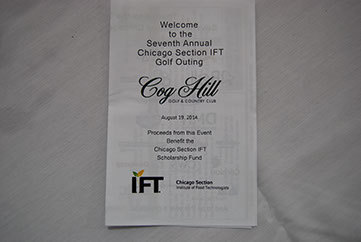 Welcome
to the
Seventh Annual
Chicago Section IFT
Golf Outing
Cog Hill
GOLF & COUNTRY CLUB
August 19, 2014
Proceeds from this Event
Benefit the
Chicago Section IFT
Scholarship Fund
IFT
Chicago Section
Institute of Food Technologists